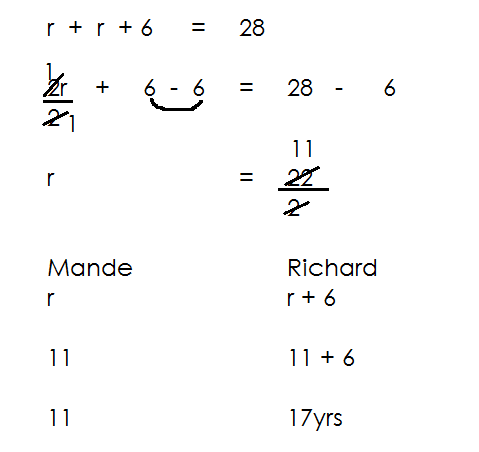 r + r + 6 = 28
1
2r + 6 - 6 = 28 - 6
2 1
11
r = 22
2
Mande Richard
r r + 6
11 11 + 6
11 17yrs